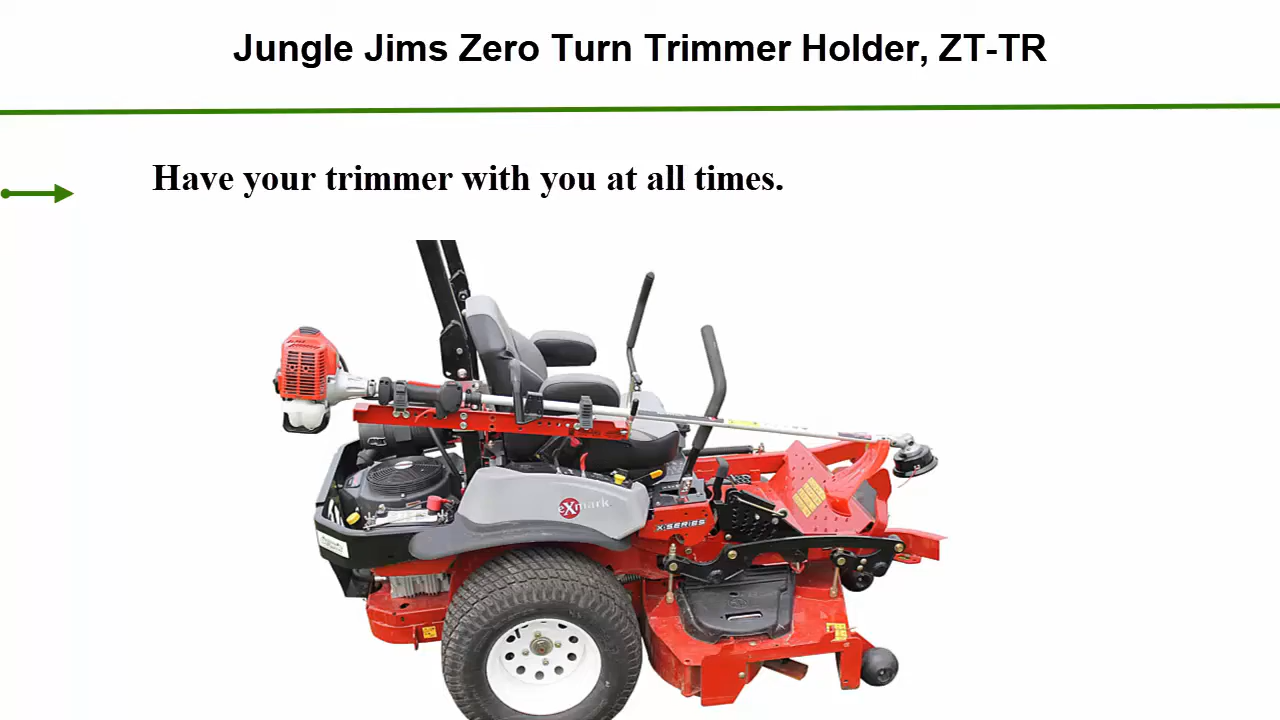 Jungle Jims Zero Turn Trimmer Holder, ZT-TR
Have your trimmer with you at all times.
eXmark
X-SERIES